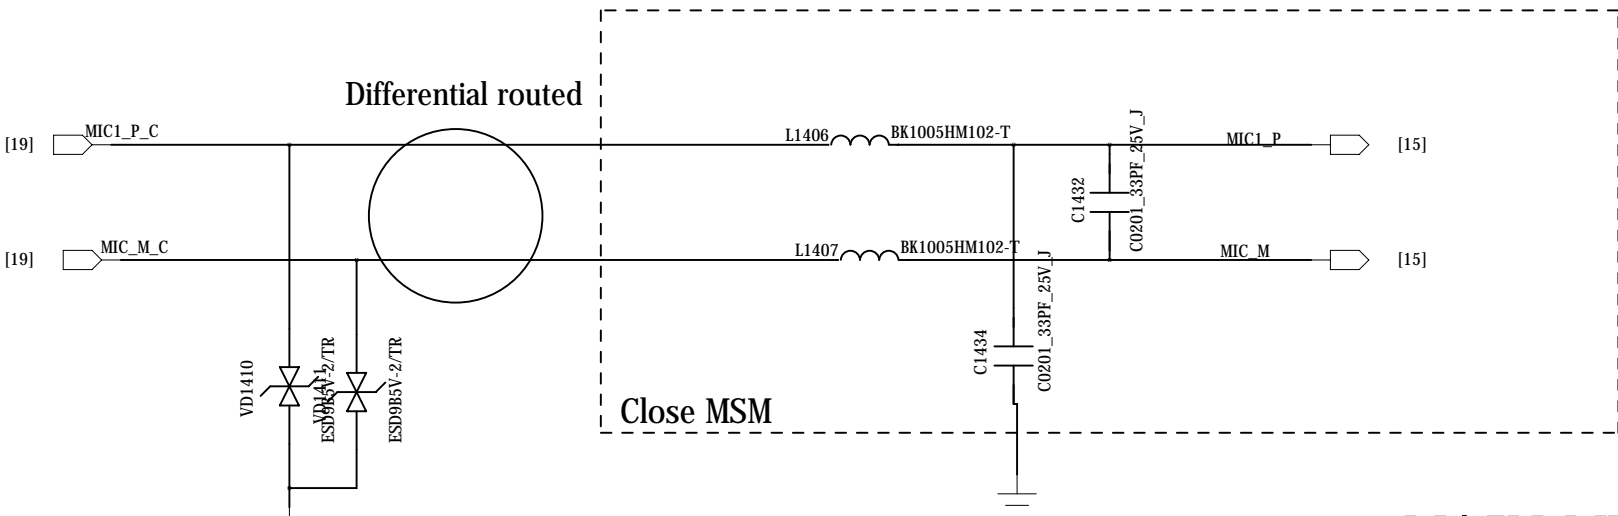 Differential routed
[19] MIC1_P_C L1406 BK1005HM102-T MIC1_P [15]
C1432
C0201_33PF_25V_J
[19] MIC_M_C L1407 BK1005HM102-T MIC_M [15]
C1434
C0201_33PF_25V_J
VD1410
ESD9B5V-2/TR
VD1411
ESD9B5V-2/TR
Close MSM